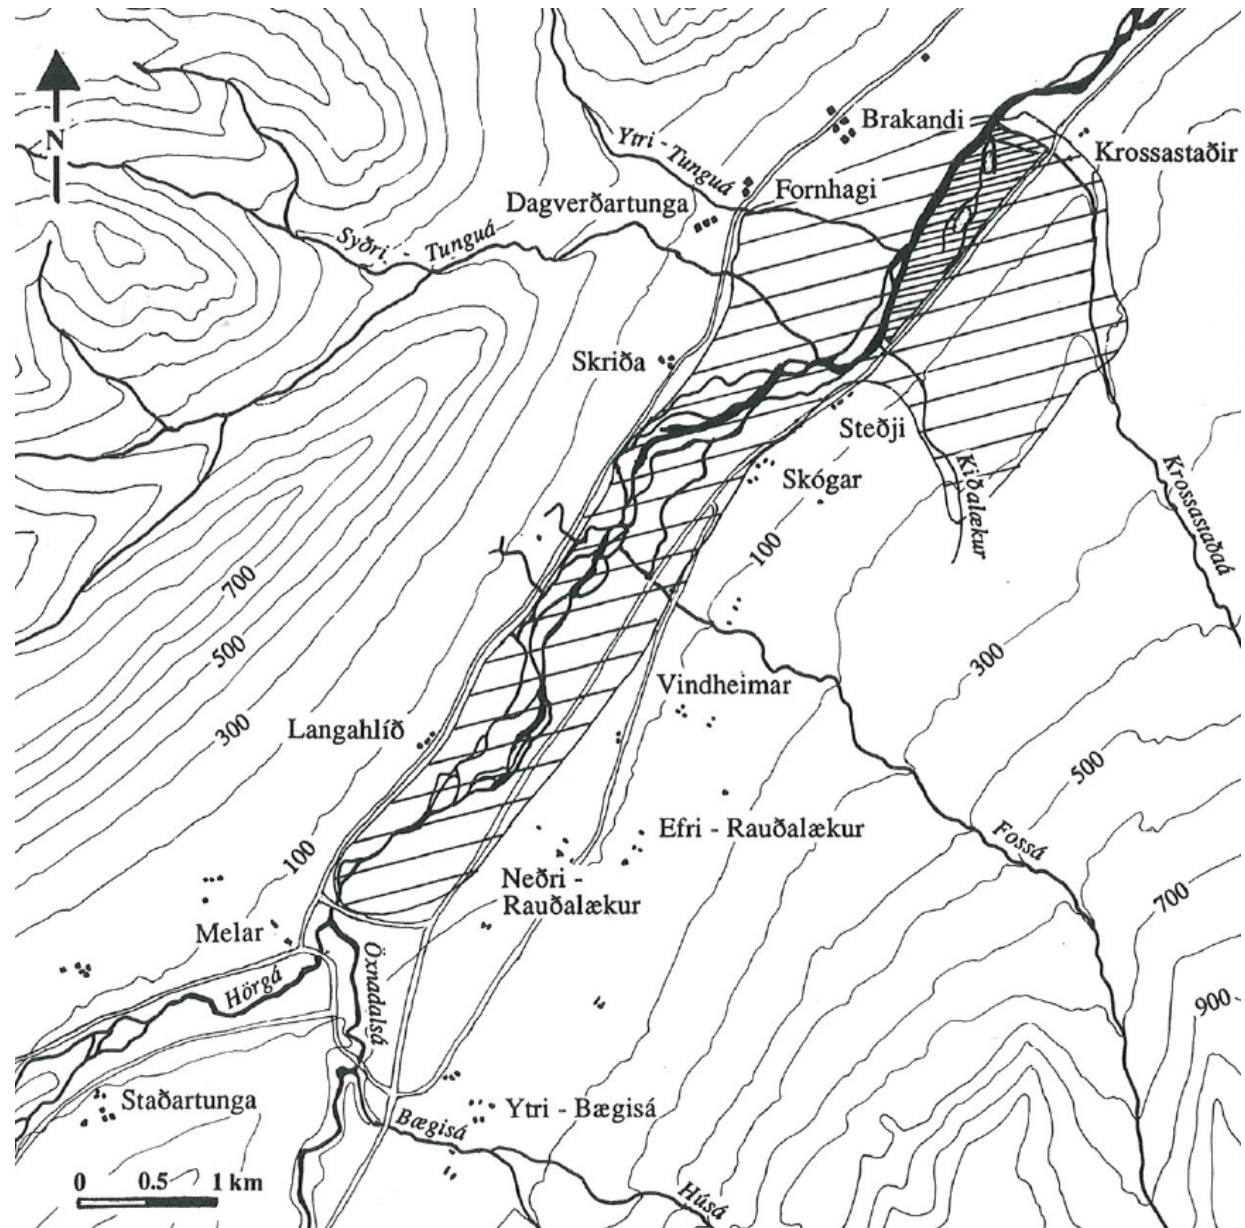 N
Brakandi
Krossastaðir
Ytri - Tunguá
Fornhagi
Dagverðartunga
Syðri - Tunguá
Skriða
Steðji
Skógar
Kiðalækur
Krossastaðaá
100
700
500
300
300
Vindheimar
Langahlíð
500
Efri - Rauðalækur
Fossá
100
Neðri -
Rauðalækur
700
Melar
Hörgá
Öxnadalsá
900
Staðartunga
Ytri - Bægisá
Bægisá
Húsá
0 0.5 1 km